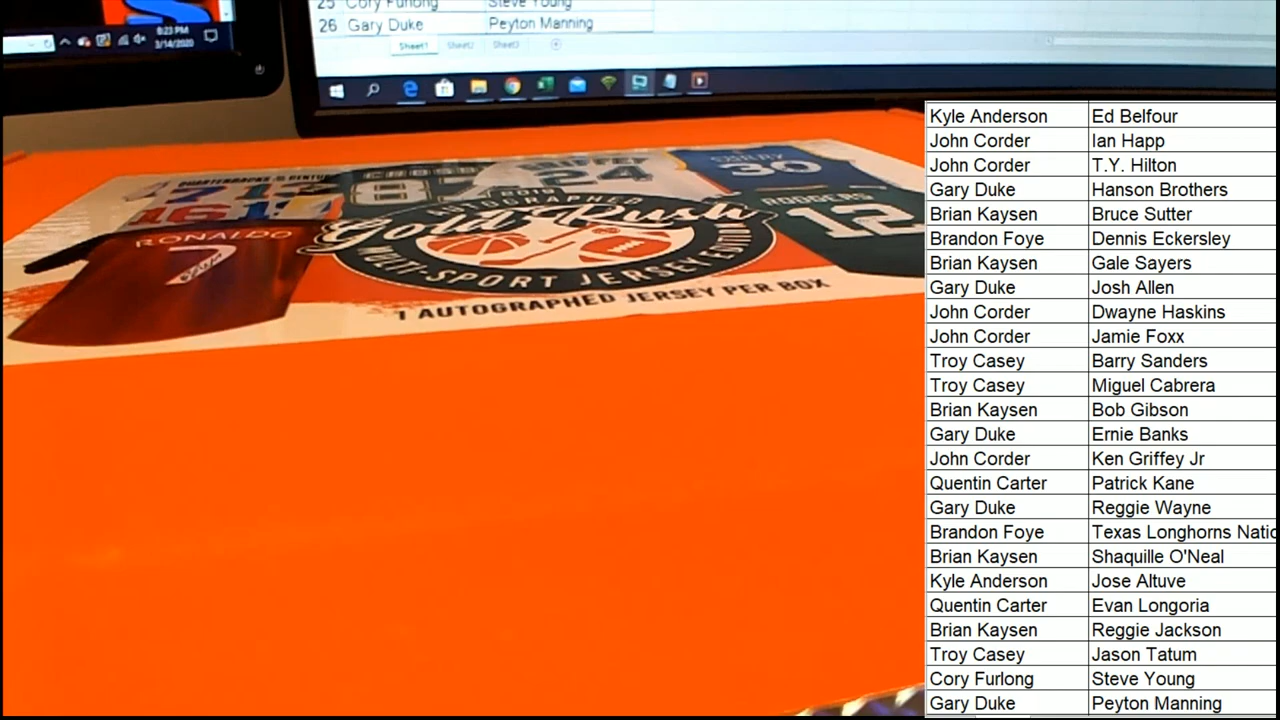 8:23 PM
3/14/2020
25 Cory Furlong Steve Young
26 Gary Duke Peyton Manning
Sheet1 Sheet2 Sheet3
QUARTERBACKS OF THE CENTURY
24
30
RONALDO
7
8
RODGERS
12
2019
AUTOGRAPHED
Gold Rush
MULTI-SPORT JERSEY EDITION
1 AUTOGRAPHED JERSEY PER BOX
Kyle Anderson Ed Belfour
John Corder Ian Happ
John Corder T.Y. Hilton
Gary Duke Hanson Brothers
Brian Kaysen Bruce Sutter
Brandon Foye Dennis Eckersley
Brian Kaysen Gale Sayers
Gary Duke Josh Allen
John Corder Dwayne Haskins
John Corder Jamie Foxx
Troy Casey Barry Sanders
Troy Casey Miguel Cabrera
Brian Kaysen Bob Gibson
Gary Duke Ernie Banks
John Corder Ken Griffey Jr
Quentin Carter Patrick Kane
Gary Duke Reggie Wayne
Brandon Foye Texas Longhorns Natio
Brian Kaysen Shaquille O'Neal
Kyle Anderson Jose Altuve
Quentin Carter Evan Longoria
Brian Kaysen Reggie Jackson
Troy Casey Jason Tatum
Cory Furlong Steve Young
Gary Duke Peyton Manning